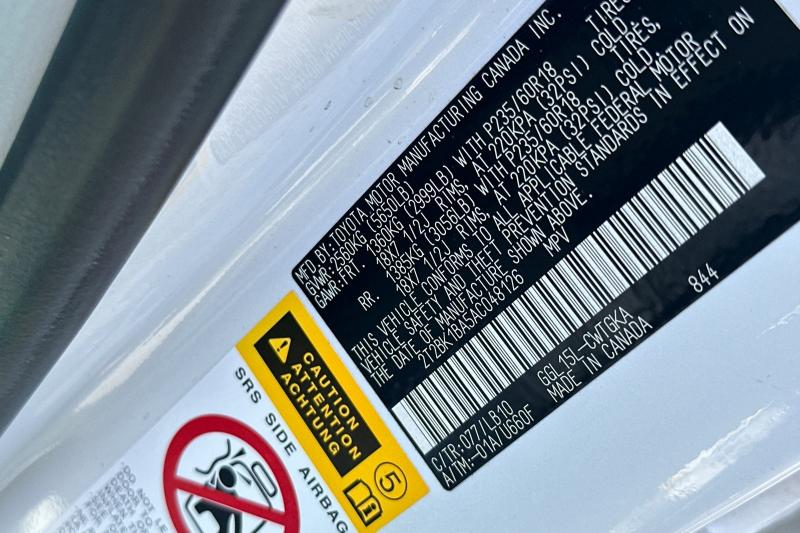 MFD BY:TOYOTA MOTOR MANUFACTURING CANADA INC.
GVWR: 2560KG (5650LB)
GAWR:FRT. 1360KG (2999LB) WITH P235/60R18 TIRES,
18X7 1/2J RIMS, AT 220KPA (32PSI) COLD.
RR. 1385KG (3056LB) WITH P235/60R18 TIRES,
18X7 1/2J RIMS, AT 220KPA (32PSI) COLD.
THIS VEHICLE CONFORMS TO ALL APPLICABLE FEDERAL MOTOR
VEHICLE SAFETY AND THEFT PREVENTION STANDARDS IN EFFECT ON
THE DATE OF MANUFACTURE SHOWN ABOVE.
2T2BK1BA5AC048126 MPV
C/TR:077/LB10 GGL15L-CWTGKA 844
A/TM:-01A/U660F MADE IN CANADA
CAUTION
ATTENTION
ACHTUNG
5
SRS SIDE AIRBAG
DO NOT LE